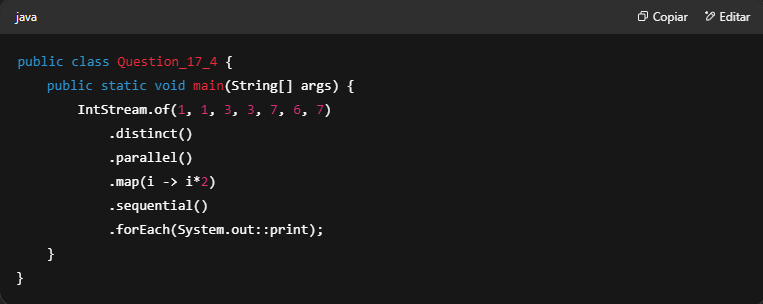 java
Copiar
Editar
public class Question_17_4 {
    public static void main(String[] args) {
        IntStream.of(1, 1, 3, 3, 7, 6, 7)
            .distinct()
            .parallel()
            .map(i -> i*2)
            .sequential()
            .forEach(System.out::print);
    }
}